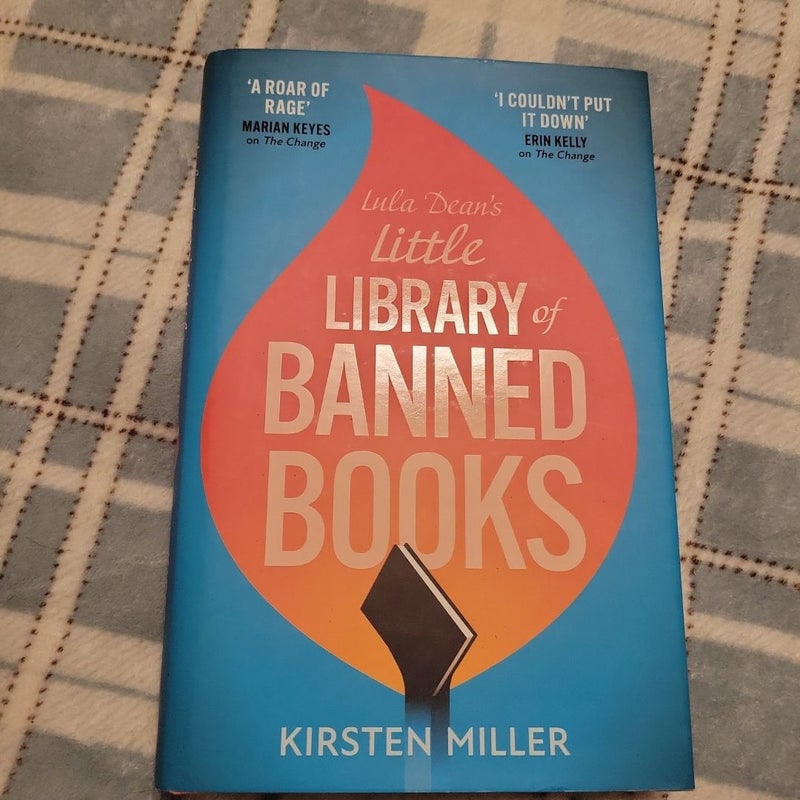 'A ROAR OF
RAGE'
MARIAN KEYES
on The Change
'I COULDN'T PUT
IT DOWN'
ERIN KELLY
on The Change
Lula Dean's
Little
LIBRARY of
BANNED
BOOKS
KIRSTEN MILLER